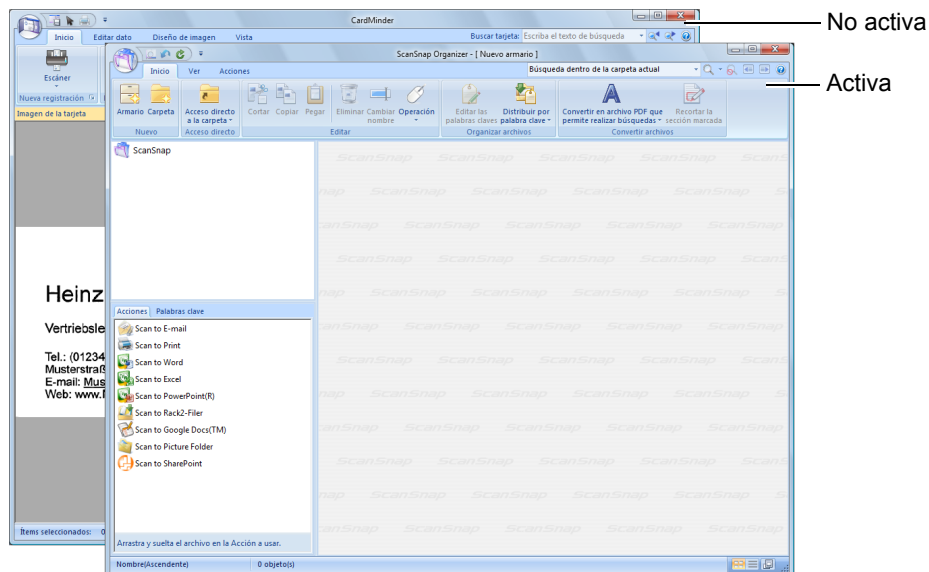 CardMinder
No activa
Inicio Editar dato Diseño de imagen Vista
Buscar tarjeta: Escriba el texto de búsqueda
ScanSnap Organizer - [ Nuevo armario ]
Activa
Inicio Ver Acciones
Búsqueda dentro de la carpeta actual
Escáner
Nueva registración
Imagen de la tarjeta
Armario Carpeta Acceso directo a la carpeta
Cortar Copiar Pegar Eliminar Cambiar nombre Operación
Editar las palabras claves Distribuir por palabra clave
Convertir en archivo PDF que permite realizar búsquedas Recortar la sección marcada
Nuevo Acceso directo Editar Organizar archivos Convertir archivos
ScanSnap
ScanSnap ScanSnap ScanSnap ScanSnap
Heinz
Vertriebsle
Tel.: (01234
Musterstraß
E-mail: Mus
Web: www.
Acciones Palabras clave
Scan to E-mail
Scan to Print
Scan to Word
Scan to Excel
Scan to PowerPoint(R)
Scan to Rack2-Filer
Scan to Google Docs(TM)
Scan to Picture Folder
Scan to SharePoint
Arrastra y suelta el archivo en la Acción a usar.
Ítems seleccionados: 0
Nombre(Ascendente) 0 objeto(s)